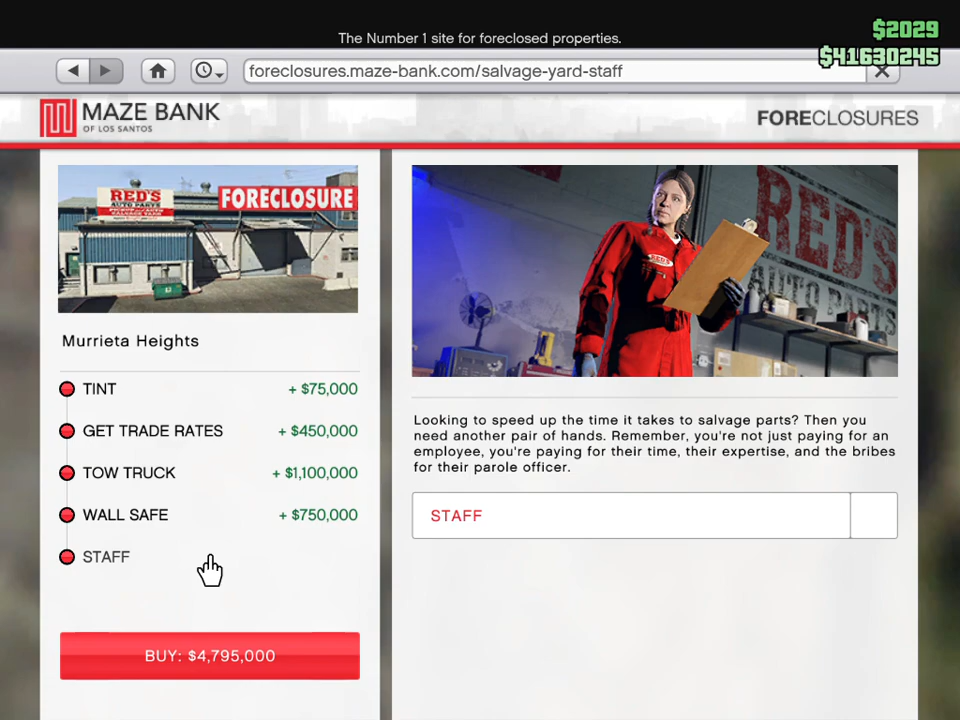 The Number 1 site for foreclosed properties.
$2029
$41630245
foreclosures.maze-bank.com/salvage-yard-staff
MAZE BANK
OF LOS SANTOS
FORECLOSURES
RED'S
AUTO PARTS
SALVAGE YARD
FORECLOSURE
Murrieta Heights
TINT + $75,000
GET TRADE RATES + $450,000
TOW TRUCK + $1,100,000
WALL SAFE + $750,000
STAFF
BUY: $4,795,000
RED'S
RED'S
AUTO PARTS
Looking to speed up the time it takes to salvage parts? Then you
need another pair of hands. Remember, you're not just paying for an
employee, you're paying for their time, their expertise, and the bribes
for their parole officer.
STAFF